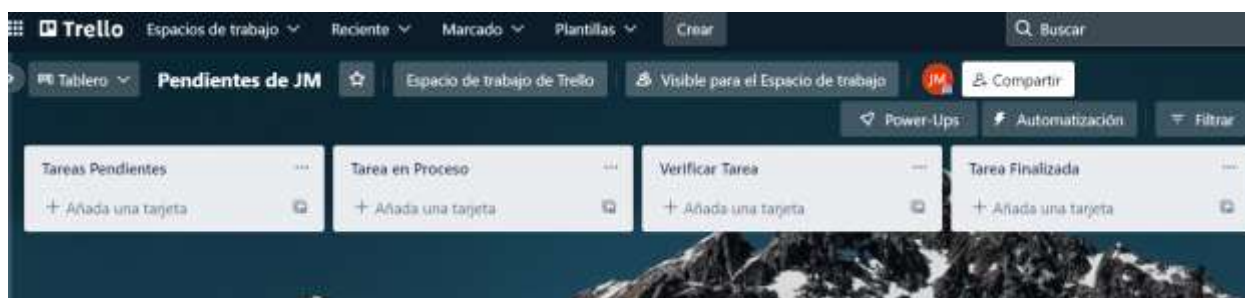 Trello Espacios de trabajo Reciente Marcado Plantillas Crear Buscar
Tablero Pendientes de JM Espacio de trabajo de Trello Visible para el Espacio de trabajo JM Compartir
Power-Ups Automatización Filtrar
Tareas Pendientes ... Tarea en Proceso ... Verificar Tarea ... Tarea Finalizada ...
+ Añada una tarjeta + Añada una tarjeta + Añada una tarjeta + Añada una tarjeta